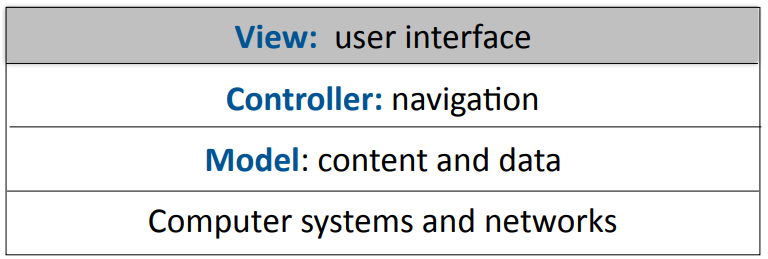 View: user interface
Controller: navigation
Model: content and data
Computer systems and networks